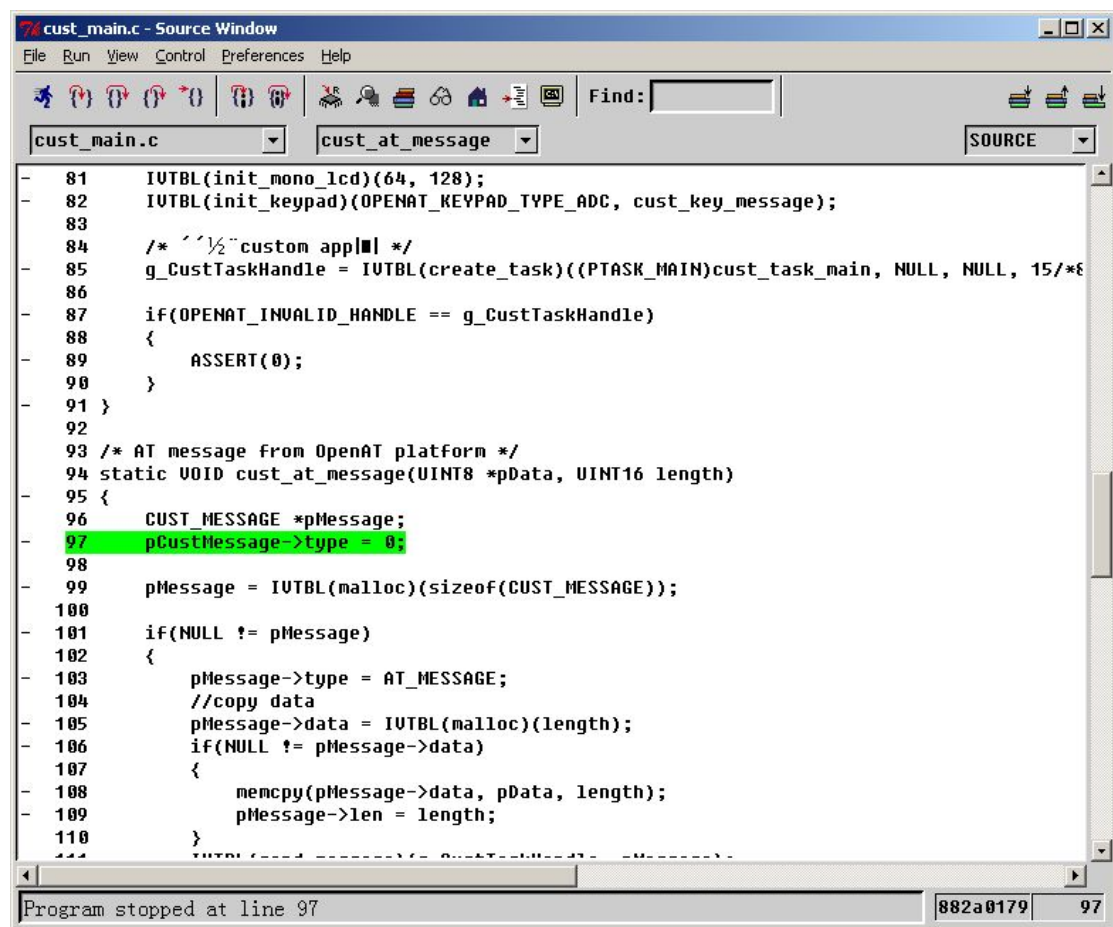 cust_main.c - Source Window
File Run View Control Preferences Help
Find:
cust_main.c cust_at_message SOURCE
- 81 IVTBL(init_mono_lcd)(64, 128);
- 82 IVTBL(init_keypad)(OPENAT_KEYPAD_TYPE_ADC, cust_key_message);
83
84 /* ´´½¨custom app */
- 85 g_CustTaskHandle = IVTBL(create_task)((PTASK_MAIN)cust_task_main, NULL, NULL, 15/*
86
- 87 if(OPENAT_INVALID_HANDLE == g_CustTaskHandle)
88 {
- 89 ASSERT(0);
90 }
- 91 }
92
93 /* AT message from OpenAT platform */
94 static VOID cust_at_message(UINT8 *pData, UINT16 length)
- 95 {
96 CUST_MESSAGE *pMessage;
- 97 pCustMessage->type = 0;
98
- 99 pMessage = IVTBL(malloc)(sizeof(CUST_MESSAGE));
100
- 101 if(NULL != pMessage)
102 {
- 103 pMessage->type = AT_MESSAGE;
104 //copy data
- 105 pMessage->data = IVTBL(malloc)(length);
- 106 if(NULL != pMessage->data)
107 {
- 108 memcpy(pMessage->data, pData, length);
- 109 pMessage->len = length;
110 }
Program stopped at line 97 882a0179 97